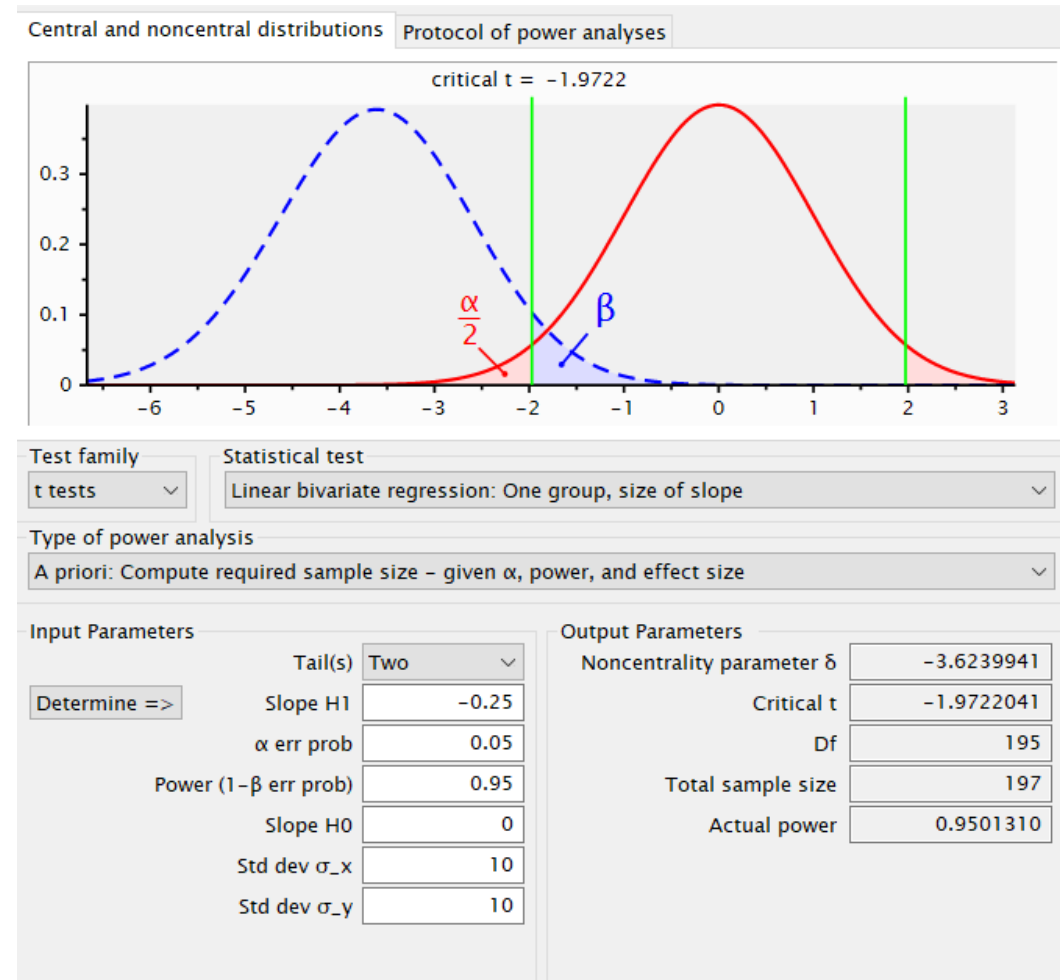 Central and noncentral distributions Protocol of power analyses
critical t = -1.9722
0.3
0.2
0.1
0
α
2
β
-6 -5 -4 -3 -2 -1 0 1 2 3
Test family Statistical test
t tests Linear bivariate regression: One group, size of slope
Type of power analysis
A priori: Compute required sample size - given α, power, and effect size
Input Parameters
Tail(s) Two
Determine => Slope H1 -0.25
α err prob 0.05
Power (1-β err prob) 0.95
Slope H0 0
Std dev σ_x 10
Std dev σ_y 10
Output Parameters
Noncentrality parameter δ -3.6239941
Critical t -1.9722041
Df 195
Total sample size 197
Actual power 0.9501310